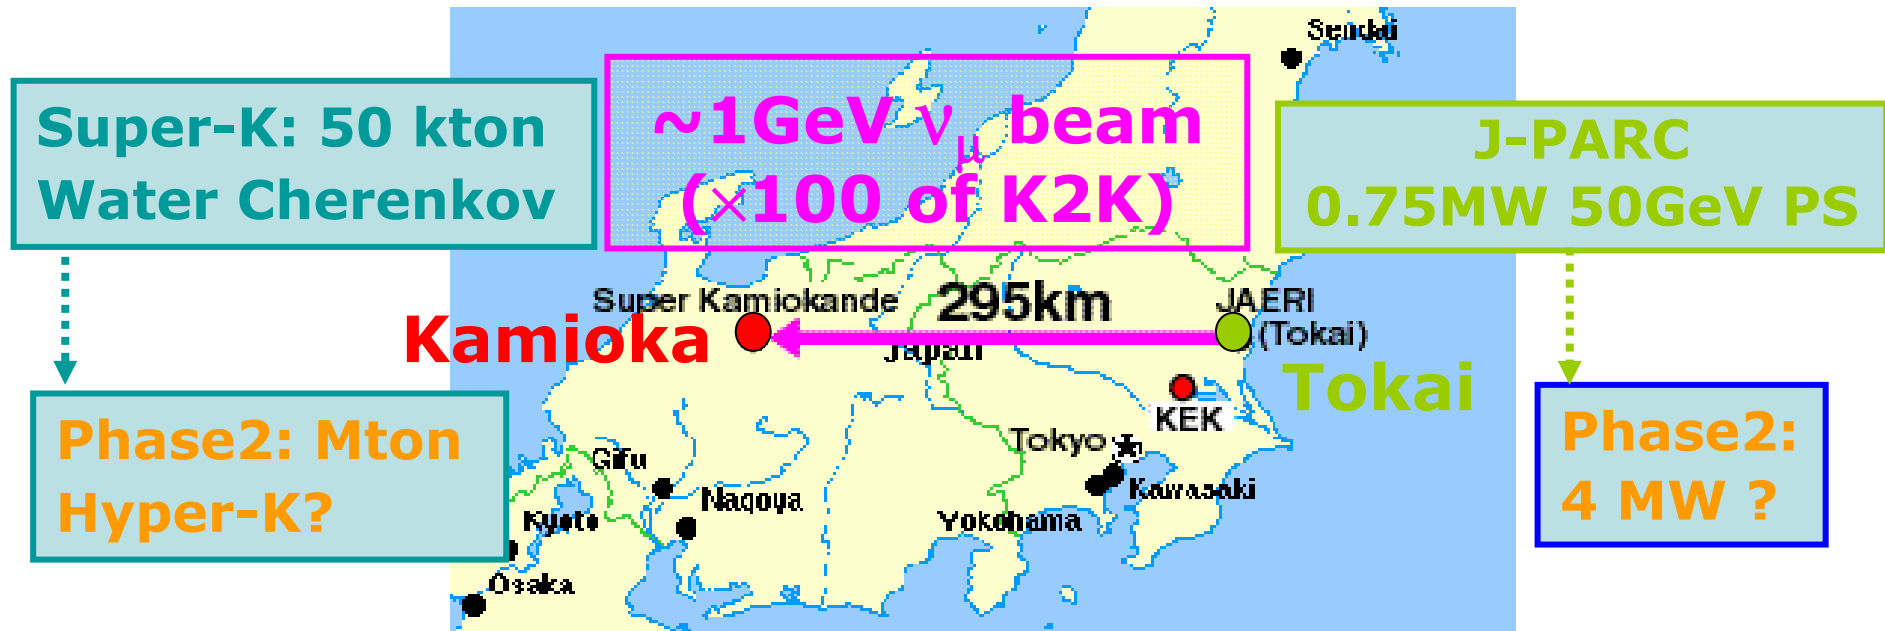 Sendai
Super-K: 50 kton
Water Cherenkov
~1GeV νμ beam
(×100 of K2K)
J-PARC
0.75MW 50GeV PS
Super Kamiokande
295km
JAERI
(Tokai)
Kamioka
Japan
Tokai
KEK
Phase2: Mton
Hyper-K?
Phase2:
4 MW ?
Tokyo
Gifu
Nagoya
Kawasaki
Kyoto
Yokohama
Osaka